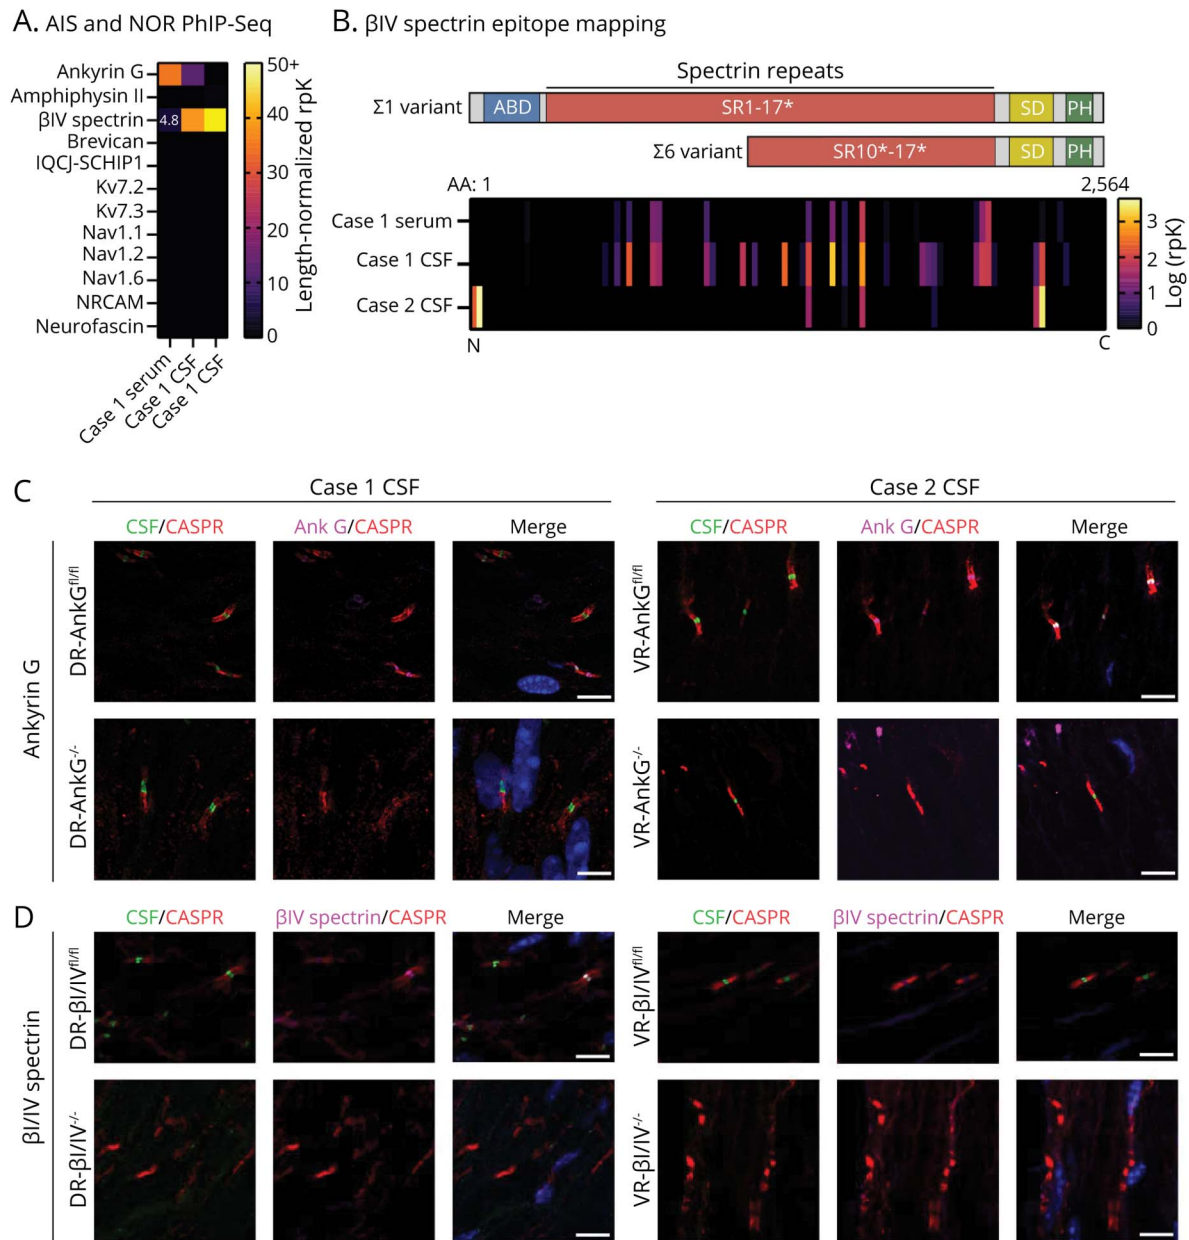 A. AIS and NOR PhIP-Seq
Ankyrin G
Amphiphysin II
βIV spectrin
4.8
Brevican
IQCJ-SCHIP1
Kv7.2
Kv7.3
Nav1.1
Nav1.2
Nav1.6
NRCAM
Neurofascin
Case 1 serum
Case 1 CSF
Case 1 CSF
50+
40
30
20
10
0
Length-normalized rpK
B. βIV spectrin epitope mapping
Spectrin repeats
Σ1 variant
ABD
SR1-17*
SD
PH
Σ6 variant
SR10*-17*
SD
PH
AA: 1
2,564
Case 1 serum
Case 1 CSF
Case 2 CSF
N
C
3
2
1
0
Log (rpK)
C
Case 1 CSF
Case 2 CSF
CSF/CASPR
Ank G/CASPR
Merge
CSF/CASPR
Ank G/CASPR
Merge
Ankyrin G
DR-AnkGfl/fl
VR-AnkGfl/fl
DR-AnkG-/-
VR-AnkG-/-
D
CSF/CASPR
βIV spectrin/CASPR
Merge
CSF/CASPR
βIV spectrin/CASPR
Merge
βI/IV spectrin
DR-βI/IVfl/fl
VR-βI/IVfl/fl
DR-βI/IV-/-
VR-βI/IV-/-